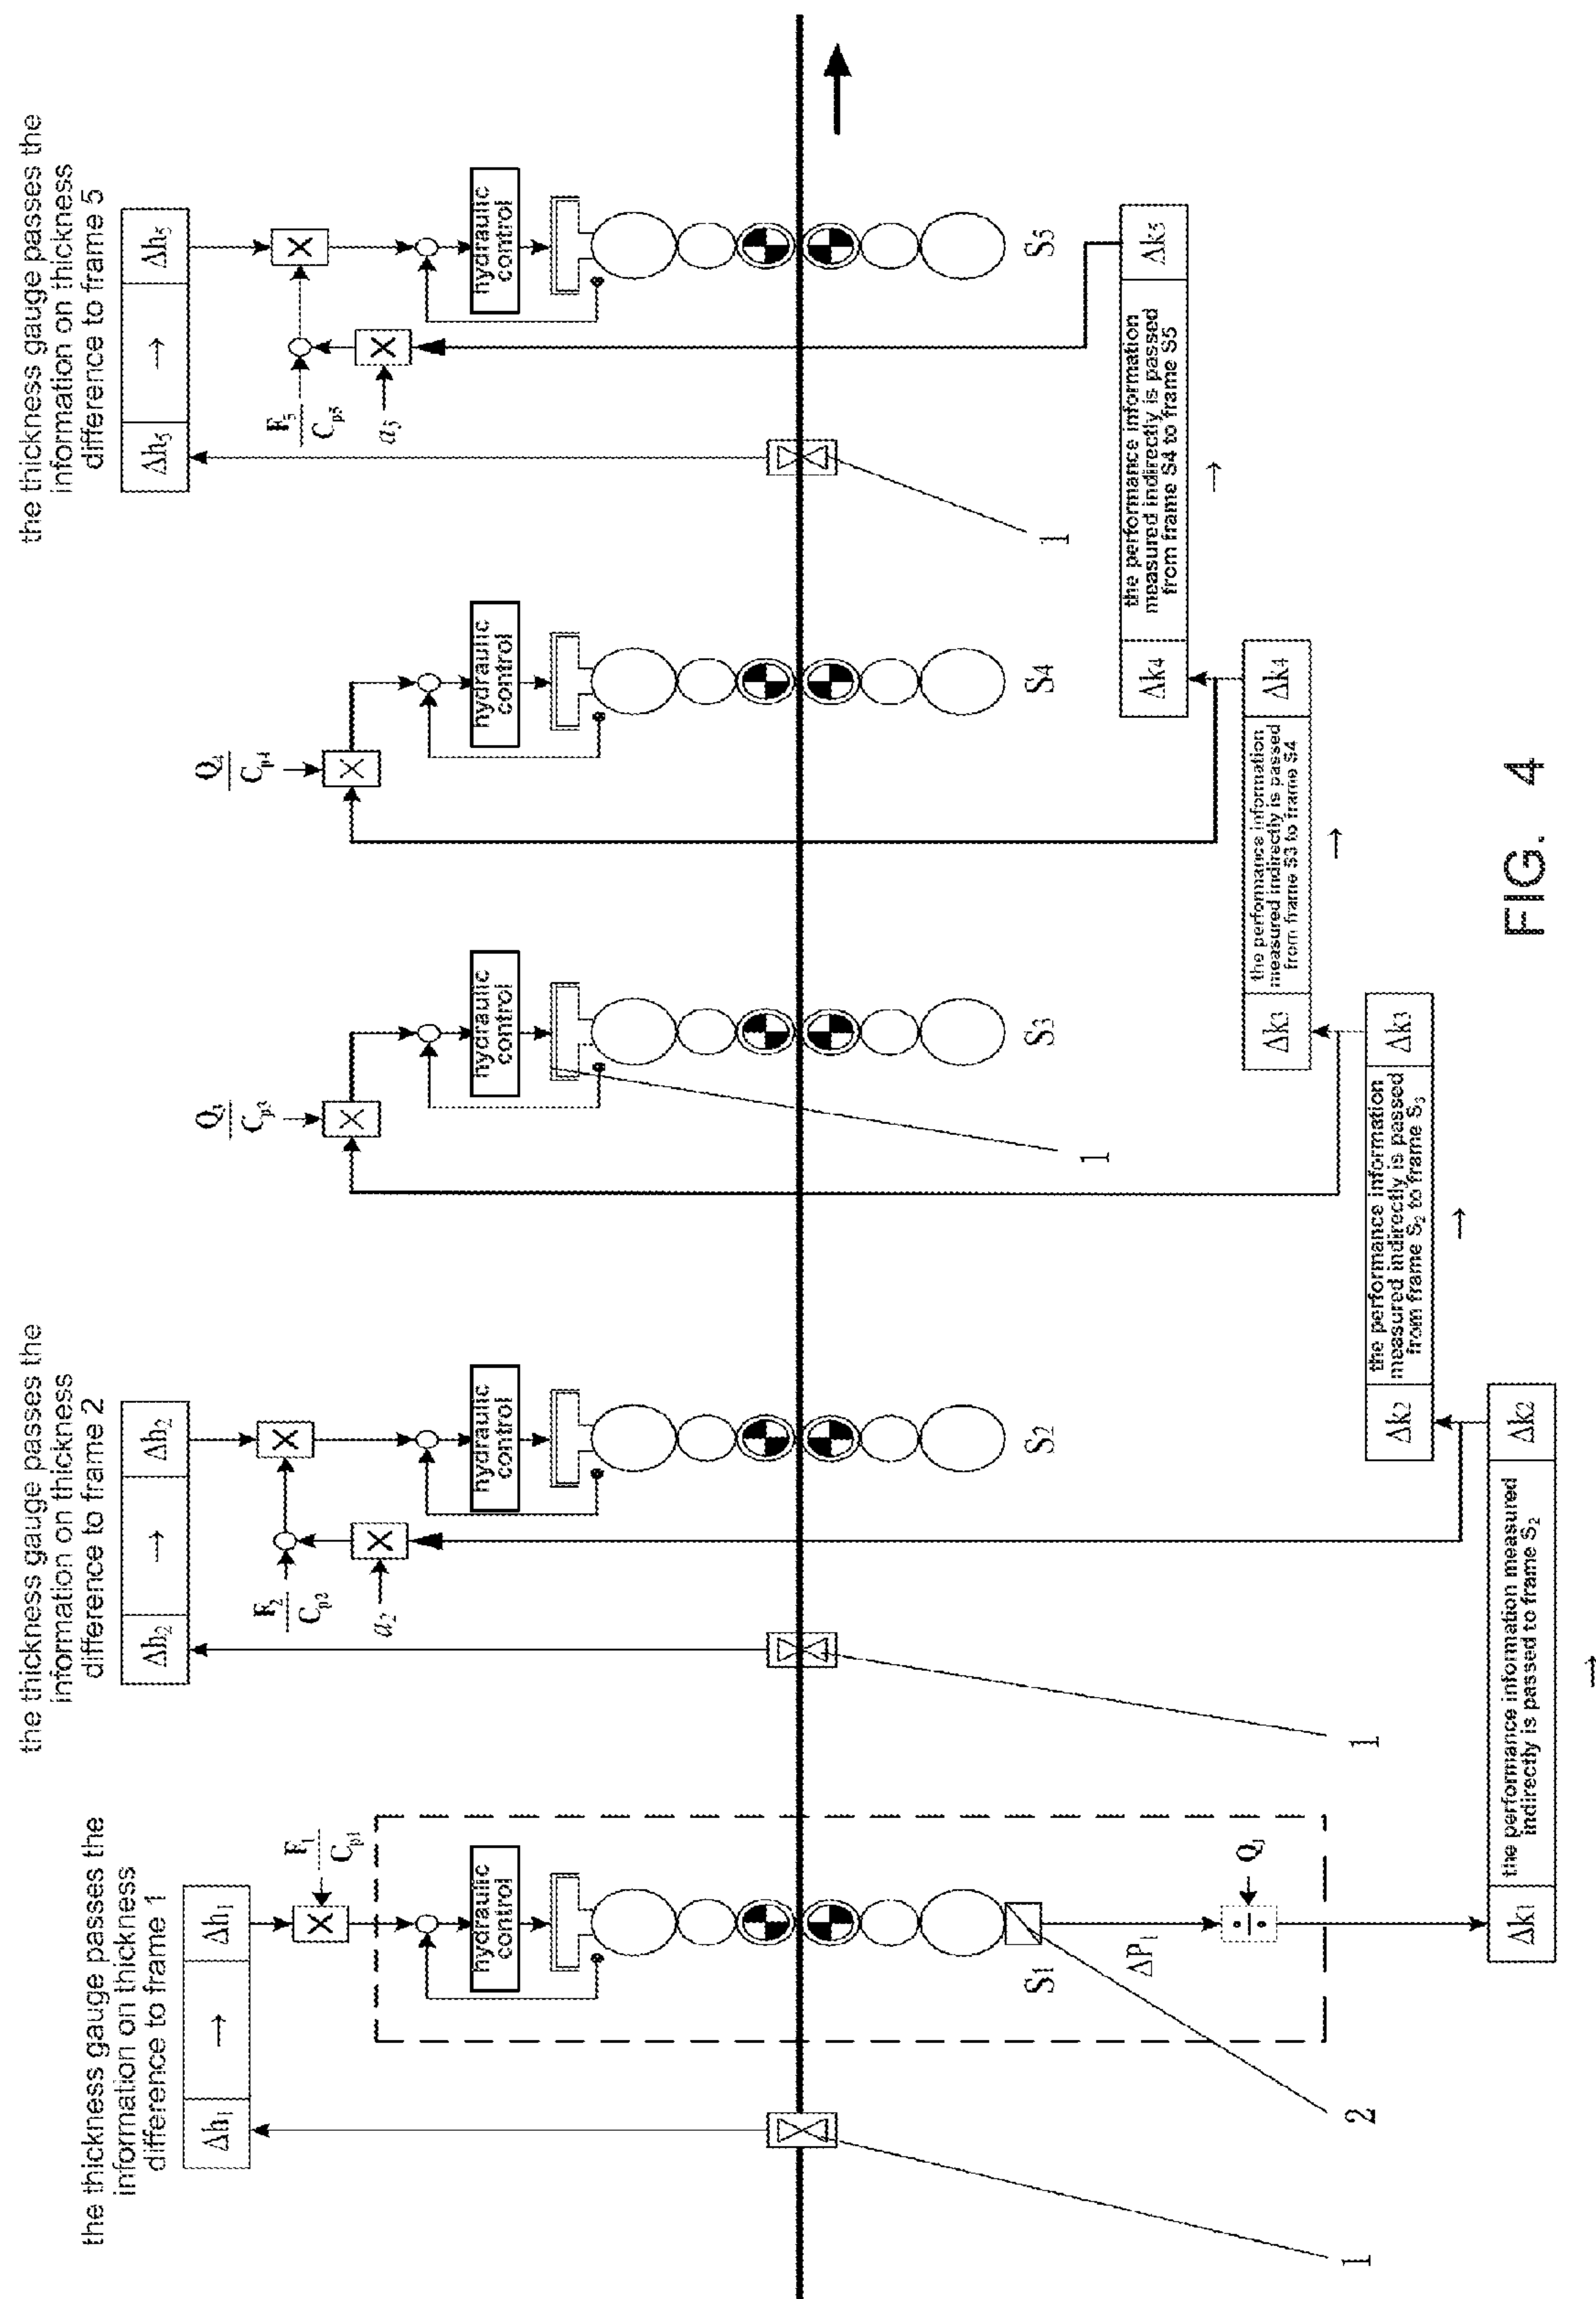 the thickness gauge passes the
information on thickness
difference to frame 1
Δh₁ → Δh₁
F₁
Cp₁
X
hydraulic
control
S₁
ΔP₁
÷
1
2
the thickness gauge passes the
information on thickness
difference to frame 2
Δh₂ → Δh₂
F₂
Cp₂
a₂
X
X
hydraulic
control
S₂
1
Cp₃
X
hydraulic
control
S3
1
Cp₄
X
hydraulic
control
S4
the thickness gauge passes the
information on thickness
difference to frame 5
Δh₅ → Δh₅
F₅
Cp₅
a₅
X
X
hydraulic
control
S₅
1
→
Δk₁
the performance information measured
indirectly is passed to frame S₂
Δk2
→
Δk2
the performance information
measured indirectly is passed
from frame S₂ to frame S₃
Δk3
→
Δk3
the performance information
measured indirectly is passed
from frame S3 to frame S4
Δk4
→
Δk4
the performance information
measured indirectly is passed
from frame S4 to frame S5
Δk5
→
FIG. 4